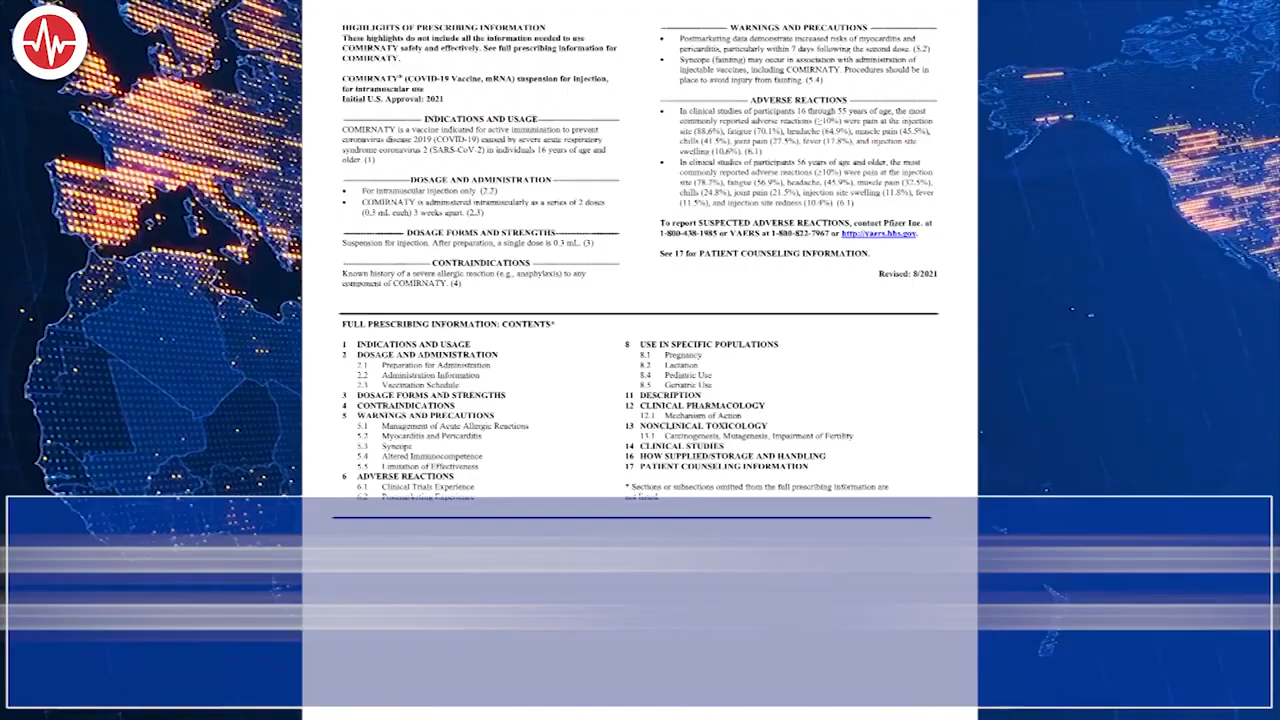 HIGHLIGHTS OF PRESCRIBING INFORMATION
These highlights do not include all the information needed to use
COMIRNATY safely and effectively. See full prescribing information for
COMIRNATY.
COMIRNATY® (COVID-19 Vaccine, mRNA) suspension for injection,
for intramuscular use
Initial U.S. Approval: 2021
INDICATIONS AND USAGE
COMIRNATY is a vaccine indicated for active immunization to prevent
coronavirus disease 2019 (COVID-19) caused by severe acute respiratory
syndrome coronavirus 2 (SARS-CoV-2) in individuals 16 years of age and
older. (1)
DOSAGE AND ADMINISTRATION
• For intramuscular injection only. (2.2)
• COMIRNATY is administered intramuscularly as a series of 2 doses
(0.3 mL each) 3 weeks apart. (2.3)
DOSAGE FORMS AND STRENGTHS
Suspension for injection. After preparation, a single dose is 0.3 mL. (3)
CONTRAINDICATIONS
Known history of a severe allergic reaction (e.g., anaphylaxis) to any
component of COMIRNATY. (4)
WARNINGS AND PRECAUTIONS
• Postmarketing data demonstrate increased risks of myocarditis and
pericarditis, particularly within 7 days following the second dose. (5.2)
• Syncope (fainting) may occur in association with administration of
injectable vaccines, including COMIRNATY. Procedures should be in
place to avoid injury from fainting. (5.4)
ADVERSE REACTIONS
• In clinical studies of participants 16 through 55 years of age, the most
commonly reported adverse reactions (≥10%) were pain at the injection
site (88.6%), fatigue (70.1%), headache (64.9%), muscle pain (45.5%),
chills (41.5%), joint pain (27.5%), fever (17.8%), and injection site
swelling (10.6%). (6.1)
• In clinical studies of participants 56 years of age and older, the most
commonly reported adverse reactions (≥10%) were pain at the injection
site (78.2%), fatigue (56.9%), headache, (45.9%), muscle pain (32.5%),
chills (24.8%), joint pain (21.5%), injection site swelling (11.8%), fever
(11.5%), and injection site redness (10.4%). (6.1)
To report SUSPECTED ADVERSE REACTIONS, contact Pfizer Inc. at
1-800-438-1985 or VAERS at 1-800-822-7967 or http://vaers.hhs.gov.
See 17 for PATIENT COUNSELING INFORMATION.
Revised: 8/2021
FULL PRESCRIBING INFORMATION: CONTENTS*
1 INDICATIONS AND USAGE
2 DOSAGE AND ADMINISTRATION
2.1 Preparation for Administration
2.2 Administration Information
2.3 Vaccination Schedule
3 DOSAGE FORMS AND STRENGTHS
4 CONTRAINDICATIONS
5 WARNINGS AND PRECAUTIONS
5.1 Management of Acute Allergic Reactions
5.2 Myocarditis and Pericarditis
5.3 Syncope
5.4 Altered Immunocompetence
5.5 Limitation of Effectiveness
6 ADVERSE REACTIONS
6.1 Clinical Trials Experience
6.2 Postmarketing Experience
8 USE IN SPECIFIC POPULATIONS
8.1 Pregnancy
8.2 Lactation
8.4 Pediatric Use
8.5 Geriatric Use
11 DESCRIPTION
12 CLINICAL PHARMACOLOGY
12.1 Mechanism of Action
13 NONCLINICAL TOXICOLOGY
13.1 Carcinogenesis, Mutagenesis, Impairment of Fertility
14 CLINICAL STUDIES
16 HOW SUPPLIED/STORAGE AND HANDLING
17 PATIENT COUNSELING INFORMATION
* Sections or subsections omitted from the full prescribing information are
not listed.